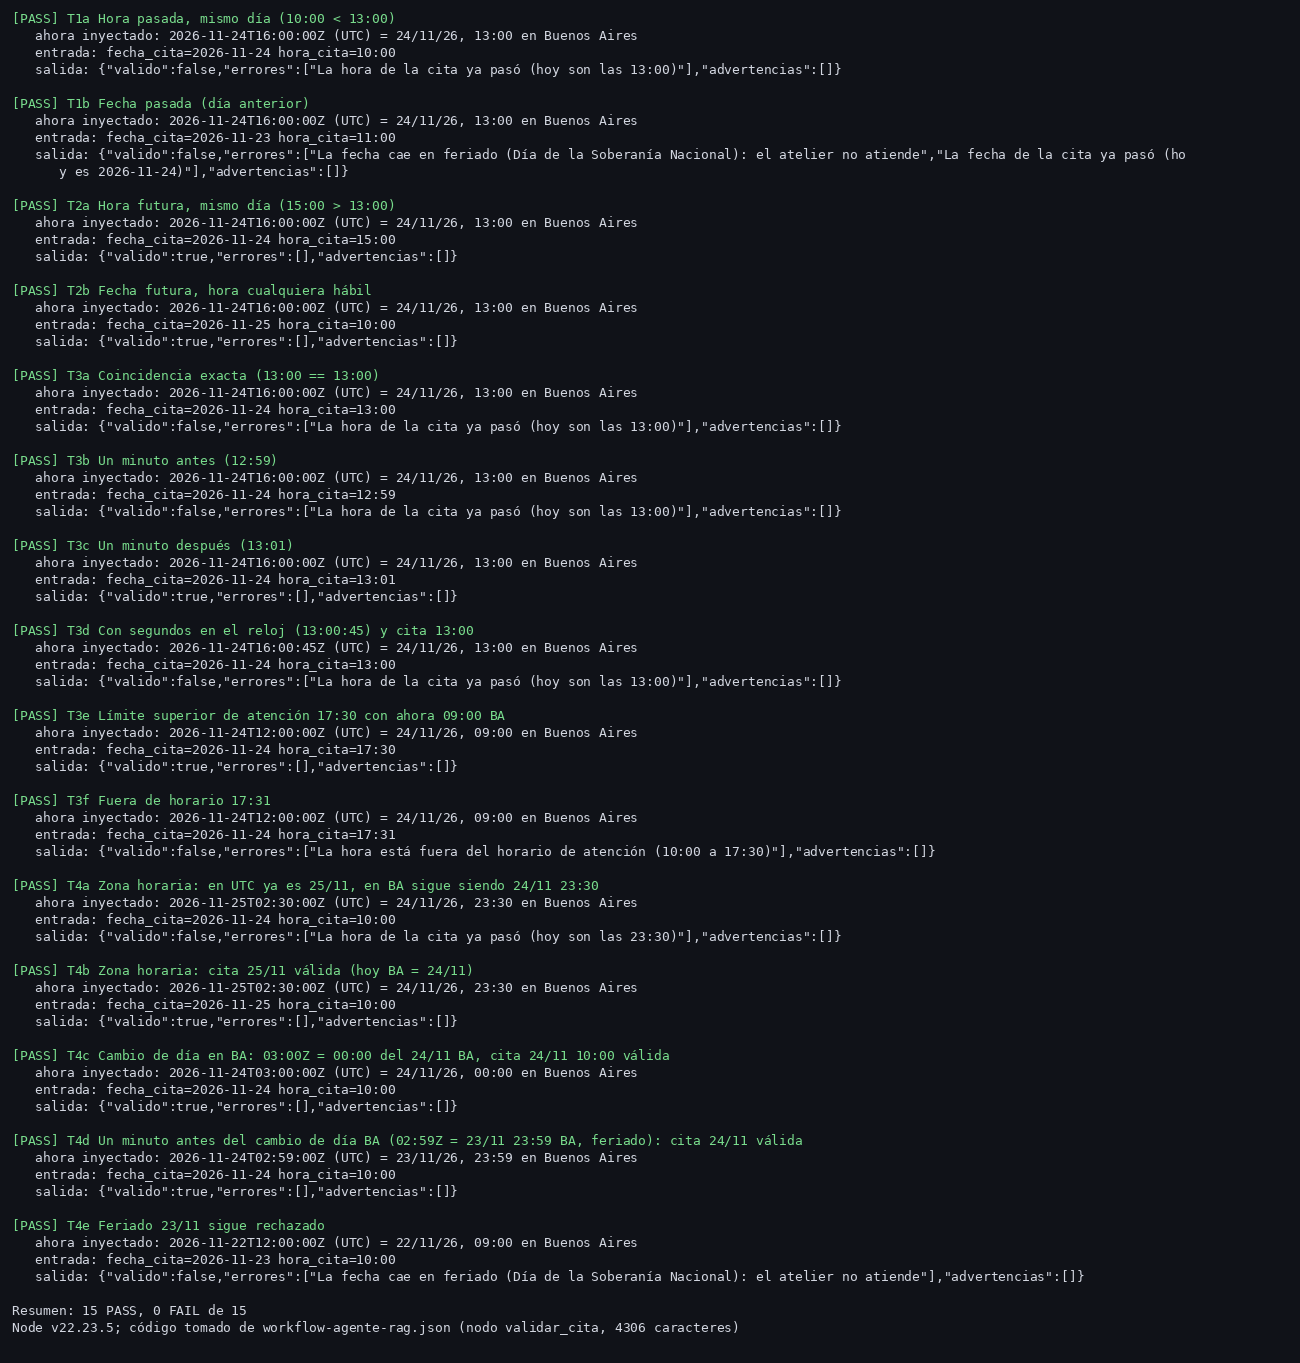 [PASS] T1a Hora pasada, mismo día (10:00 < 13:00)
ahora inyectado: 2026-11-24T16:00:00Z (UTC) = 24/11/26, 13:00 en Buenos Aires
entrada: fecha_cita=2026-11-24 hora_cita=10:00
salida: {"valido":false,"errores":["La hora de la cita ya pasó (hoy son las 13:00)"],"advertencias":[]}
[PASS] T1b Fecha pasada (día anterior)
ahora inyectado: 2026-11-24T16:00:00Z (UTC) = 24/11/26, 13:00 en Buenos Aires
entrada: fecha_cita=2026-11-23 hora_cita=11:00
salida: {"valido":false,"errores":["La fecha cae en feriado (Día de la Soberanía Nacional): el atelier no atiende","La fecha de la cita ya pasó (ho
y es 2026-11-24)"],"advertencias":[]}
[PASS] T2a Hora futura, mismo día (15:00 > 13:00)
ahora inyectado: 2026-11-24T16:00:00Z (UTC) = 24/11/26, 13:00 en Buenos Aires
entrada: fecha_cita=2026-11-24 hora_cita=15:00
salida: {"valido":true,"errores":[],"advertencias":[]}
[PASS] T2b Fecha futura, hora cualquiera hábil
ahora inyectado: 2026-11-24T16:00:00Z (UTC) = 24/11/26, 13:00 en Buenos Aires
entrada: fecha_cita=2026-11-25 hora_cita=10:00
salida: {"valido":true,"errores":[],"advertencias":[]}
[PASS] T3a Coincidencia exacta (13:00 == 13:00)
ahora inyectado: 2026-11-24T16:00:00Z (UTC) = 24/11/26, 13:00 en Buenos Aires
entrada: fecha_cita=2026-11-24 hora_cita=13:00
salida: {"valido":false,"errores":["La hora de la cita ya pasó (hoy son las 13:00)"],"advertencias":[]}
[PASS] T3b Un minuto antes (12:59)
ahora inyectado: 2026-11-24T16:00:00Z (UTC) = 24/11/26, 13:00 en Buenos Aires
entrada: fecha_cita=2026-11-24 hora_cita=12:59
salida: {"valido":false,"errores":["La hora de la cita ya pasó (hoy son las 13:00)"],"advertencias":[]}
[PASS] T3c Un minuto después (13:01)
ahora inyectado: 2026-11-24T16:00:00Z (UTC) = 24/11/26, 13:00 en Buenos Aires
entrada: fecha_cita=2026-11-24 hora_cita=13:01
salida: {"valido":true,"errores":[],"advertencias":[]}
[PASS] T3d Con segundos en el reloj (13:00:45) y cita 13:00
ahora inyectado: 2026-11-24T16:00:45Z (UTC) = 24/11/26, 13:00 en Buenos Aires
entrada: fecha_cita=2026-11-24 hora_cita=13:00
salida: {"valido":false,"errores":["La hora de la cita ya pasó (hoy son las 13:00)"],"advertencias":[]}
[PASS] T3e Límite superior de atención 17:30 con ahora 09:00 BA
ahora inyectado: 2026-11-24T12:00:00Z (UTC) = 24/11/26, 09:00 en Buenos Aires
entrada: fecha_cita=2026-11-24 hora_cita=17:30
salida: {"valido":true,"errores":[],"advertencias":[]}
[PASS] T3f Fuera de horario 17:31
ahora inyectado: 2026-11-24T12:00:00Z (UTC) = 24/11/26, 09:00 en Buenos Aires
entrada: fecha_cita=2026-11-24 hora_cita=17:31
salida: {"valido":false,"errores":["La hora está fuera del horario de atención (10:00 a 17:30)"],"advertencias":[]}
[PASS] T4a Zona horaria: en UTC ya es 25/11, en BA sigue siendo 24/11 23:30
ahora inyectado: 2026-11-25T02:30:00Z (UTC) = 24/11/26, 23:30 en Buenos Aires
entrada: fecha_cita=2026-11-24 hora_cita=10:00
salida: {"valido":false,"errores":["La hora de la cita ya pasó (hoy son las 23:30)"],"advertencias":[]}
[PASS] T4b Zona horaria: cita 25/11 válida (hoy BA = 24/11)
ahora inyectado: 2026-11-25T02:30:00Z (UTC) = 24/11/26, 23:30 en Buenos Aires
entrada: fecha_cita=2026-11-25 hora_cita=10:00
salida: {"valido":true,"errores":[],"advertencias":[]}
[PASS] T4c Cambio de día en BA: 03:00Z = 00:00 del 24/11 BA, cita 24/11 10:00 válida
ahora inyectado: 2026-11-24T03:00:00Z (UTC) = 24/11/26, 00:00 en Buenos Aires
entrada: fecha_cita=2026-11-24 hora_cita=10:00
salida: {"valido":true,"errores":[],"advertencias":[]}
[PASS] T4d Un minuto antes del cambio de día BA (02:59Z = 23/11 23:59 BA, feriado): cita 24/11 válida
ahora inyectado: 2026-11-24T02:59:00Z (UTC) = 23/11/26, 23:59 en Buenos Aires
entrada: fecha_cita=2026-11-24 hora_cita=10:00
salida: {"valido":true,"errores":[],"advertencias":[]}
[PASS] T4e Feriado 23/11 sigue rechazado
ahora inyectado: 2026-11-22T12:00:00Z (UTC) = 22/11/26, 09:00 en Buenos Aires
entrada: fecha_cita=2026-11-23 hora_cita=10:00
salida: {"valido":false,"errores":["La fecha cae en feriado (Día de la Soberanía Nacional): el atelier no atiende"],"advertencias":[]}
Resumen: 15 PASS, 0 FAIL de 15
Node v22.23.5; código tomado de workflow-agente-rag.json (nodo validar_cita, 4306 caracteres)